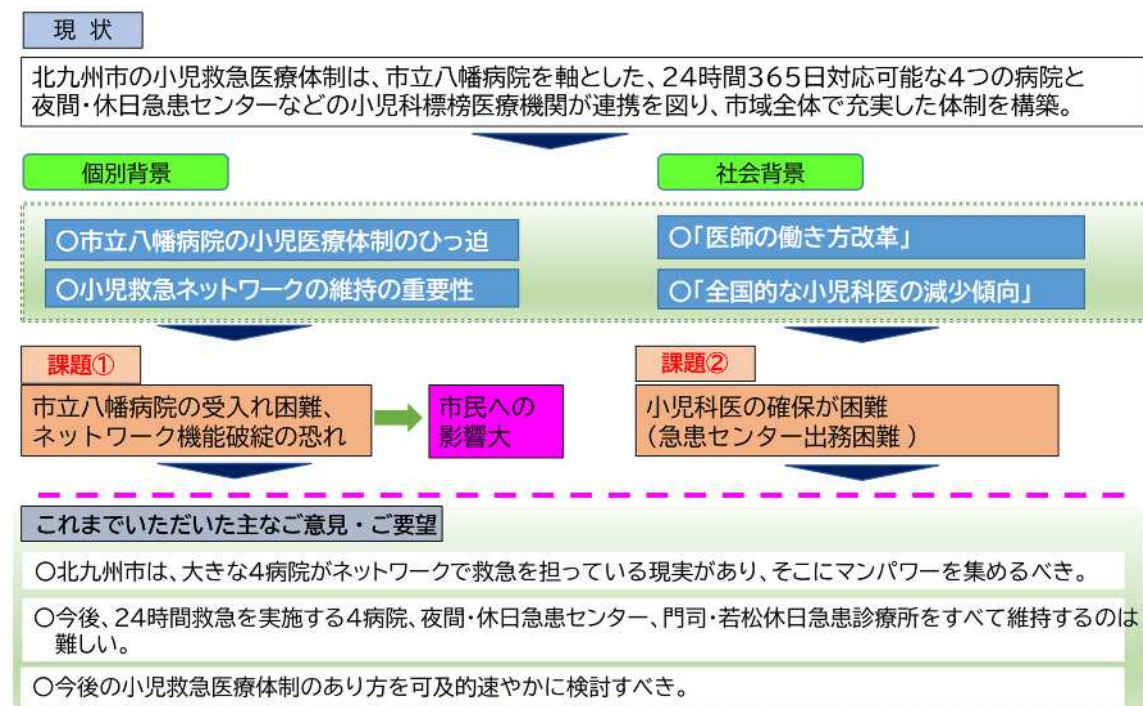 現 状
北九州市の小児救急医療体制は、市立八幡病院を軸とした、24時間365日対応可能な4つの病院と
夜間・休日急患センターなどの小児科標榜医療機関が連携を図り、市域全体で充実した体制を構築。
個別背景
社会背景
〇市立八幡病院の小児医療体制のひっ迫
〇小児救急ネットワークの維持の重要性
〇「医師の働き方改革」
〇「全国的な小児科医の減少傾向」
課題①
市立八幡病院の受入れ困難、
ネットワーク機能破綻の恐れ
市民への
影響大
課題②
小児科医の確保が困難
(急患センター出務困難 )
これまでいただいた主なご意見・ご要望
〇北九州市は、大きな4病院がネットワークで救急を担っている現実があり、そこにマンパワーを集めるべき。
〇今後、24時間救急を実施する4病院、夜間・休日急患センター、門司・若松休日急患診療所をすべて維持するのは
難しい。
〇今後の小児救急医療体制のあり方を可及的速やかに検討すべき。